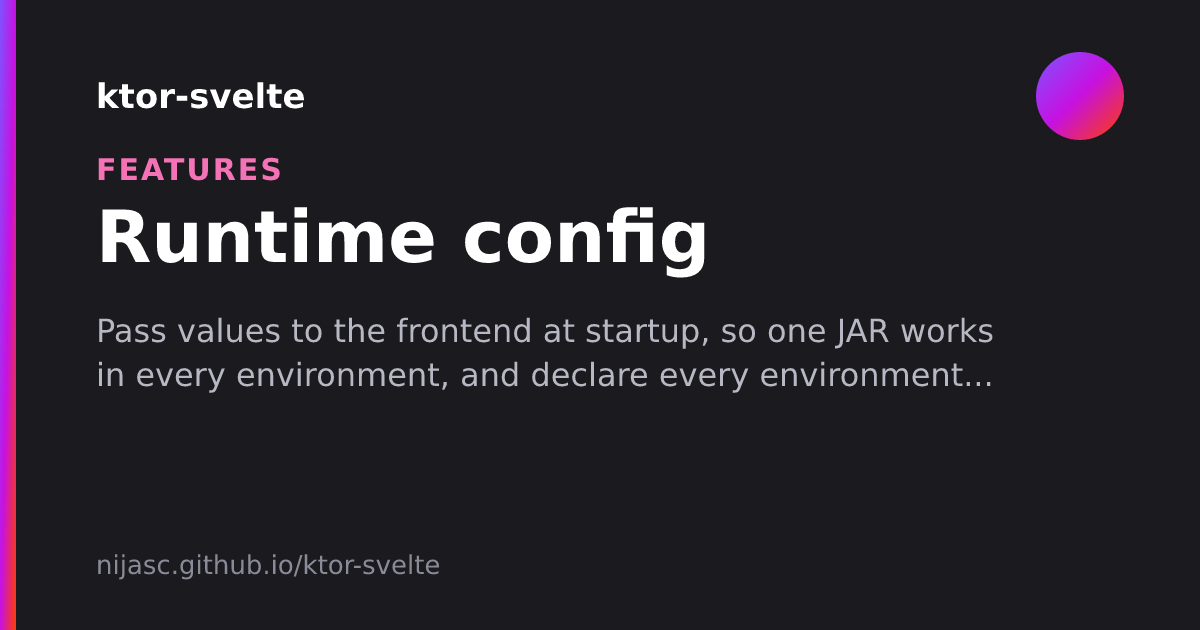 ktor-svelte
FEATURES
Runtime config
Pass values to the frontend at startup, so one JAR works
in every environment, and declare every environment...
nijasc.github.io/ktor-svelte